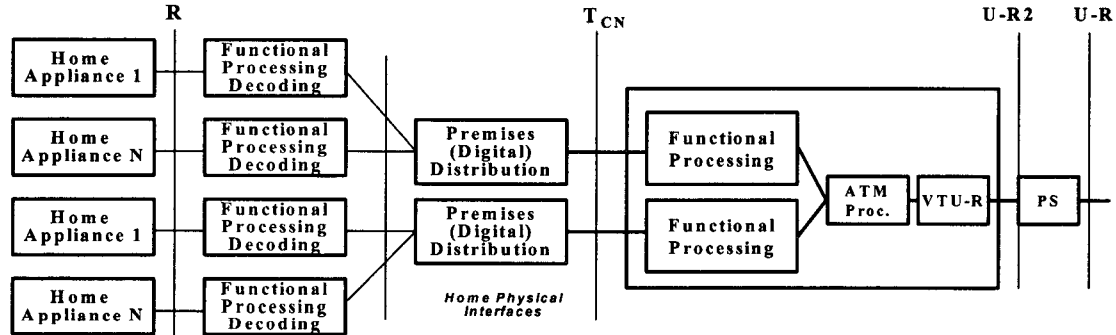 R
T CN
U-R2
U-R
Home
Appliance 1
Functional
Processing
Decoding
Home
Appliance N
Functional
Processing
Decoding
Premises
(Digital)
Distribution
Functional
Processing
ATM
Proc.
VTU-R
PS
Home
Appliance 1
Functional
Processing
Decoding
Premises
(Digital)
Distribution
Functional
Processing
Home
Appliance N
Functional
Processing
Decoding
Home Physical
Interfaces